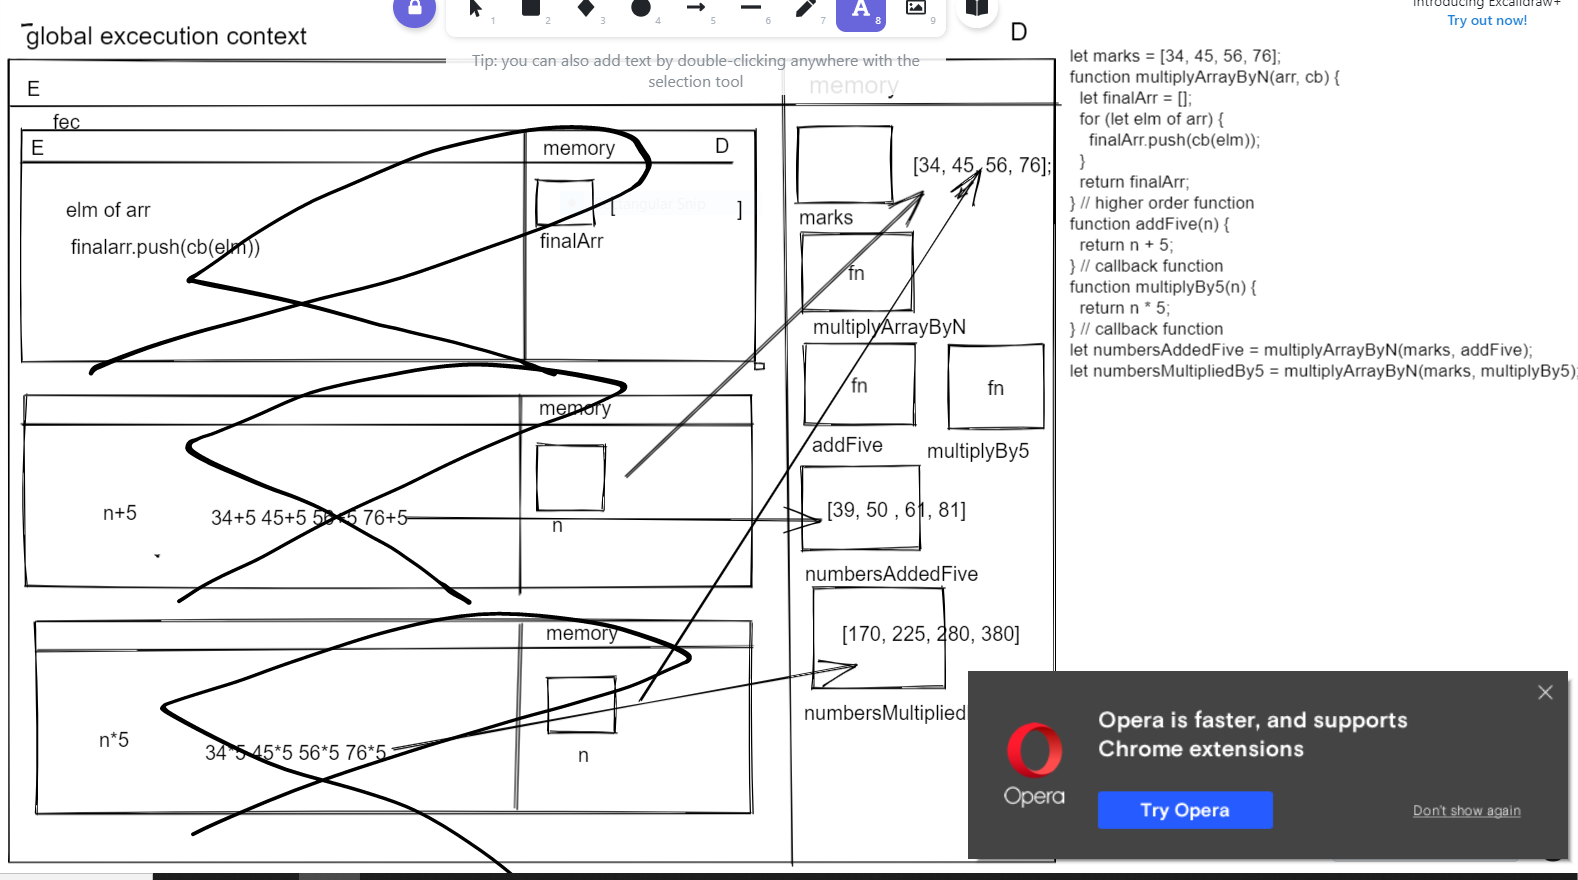 global excecution context
1
2
3
4
5
6
A 8
7
9
Introducing Excalidraw+
Try out now!
Tip: you can also add text by double-clicking anywhere with the
selection tool
D
E
memory
fec
E
memory
D
elm of arr
finalarr.push(cb(elm))
[
]
finalArr
[34, 45, 56, 76];
marks
fn
multiplyArrayByN
fn
fn
addFive
multiplyBy5
memory
n+5
34+5 45+5 56+5 76+5
n
[39, 50 , 61, 81]
numbersAddedFive
memory
n*5
34*5 45*5 56*5 76*5
n
[170, 225, 280, 380]
numbersMultipliedI
let marks = [34, 45, 56, 76];
function multiplyArrayByN(arr, cb) {
let finalArr = [];
for (let elm of arr) {
finalArr.push(cb(elm));
}
return finalArr;
} // higher order function
function addFive(n) {
return n + 5;
} // callback function
function multiplyBy5(n) {
return n * 5;
} // callback function
let numbersAddedFive = multiplyArrayByN(marks, addFive);
let numbersMultipliedBy5 = multiplyArrayByN(marks, multiplyBy5);
Opera is faster, and supports
Chrome extensions
Opera
Try Opera
Don't show again